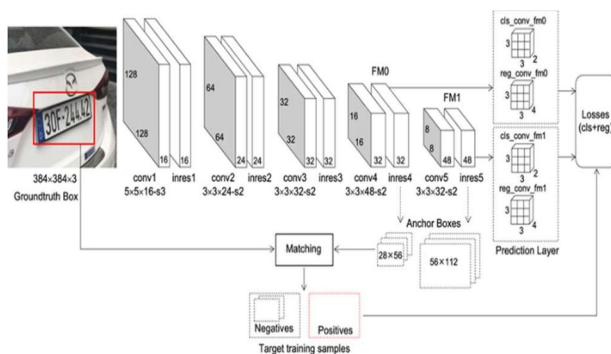 30F-244.42
384×384×3
Groundtruth Box
128
128
16
16
conv1
inres1
5×5×16-s3
64
64
24
24
conv2
inres2
3×3×24-s2
32
32
32
32
conv3
inres3
3×3×32-s2
FM0
16
16
32
32
conv4
inres4
3×3×48-s2
FM1
8
8
48
48
conv5
inres5
3×3×32-s2
cls_conv_fm0
3
3
2
reg_conv_fm0
3
3
4
cls_conv_fm1
3
3
2
reg_conv_fm1
3
3
4
Prediction Layer
Losses
(cls+reg)
Anchor Boxes
28×56
56×112
Matching
Negatives
Positives
Target training samples